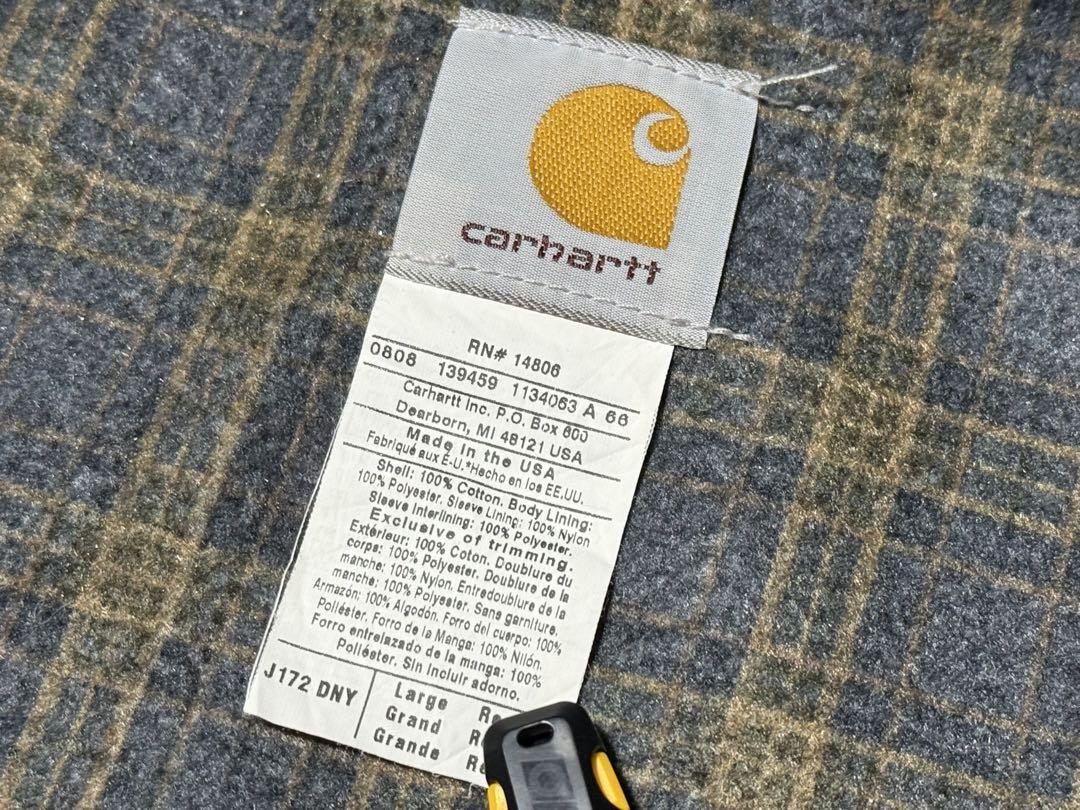 carhartt
RN# 14806
0808 139459 1134063 A 66
Carhartt Inc. P.O. Box 600
Dearborn, MI 48121 USA
Made in the USA
Fabriqué aux É-U.*Hecho en los EE.UU.
Shell: 100% Cotton. Body Lining:
100% Polyester. Sleeve Lining: 100% Nylon
Sleeve Interlining: 100% Polyester.
Exclusive of trimming.
Extérieur: 100% Coton. Doublure du
corps: 100% Polyester. Doublure de la
manche: 100% Nylon. Entredoublure de la
manche: 100% Polyester. Sans garniture.
Armazón: 100% Algodón. Forro del cuerpo: 100%
Poliéster. Forro de la Manga: 100% Nilón.
Forro entrelazado de la manga: 100%
Poliéster. Sin incluir adorno.
J172 DNY
Large Re
Grand
Grande